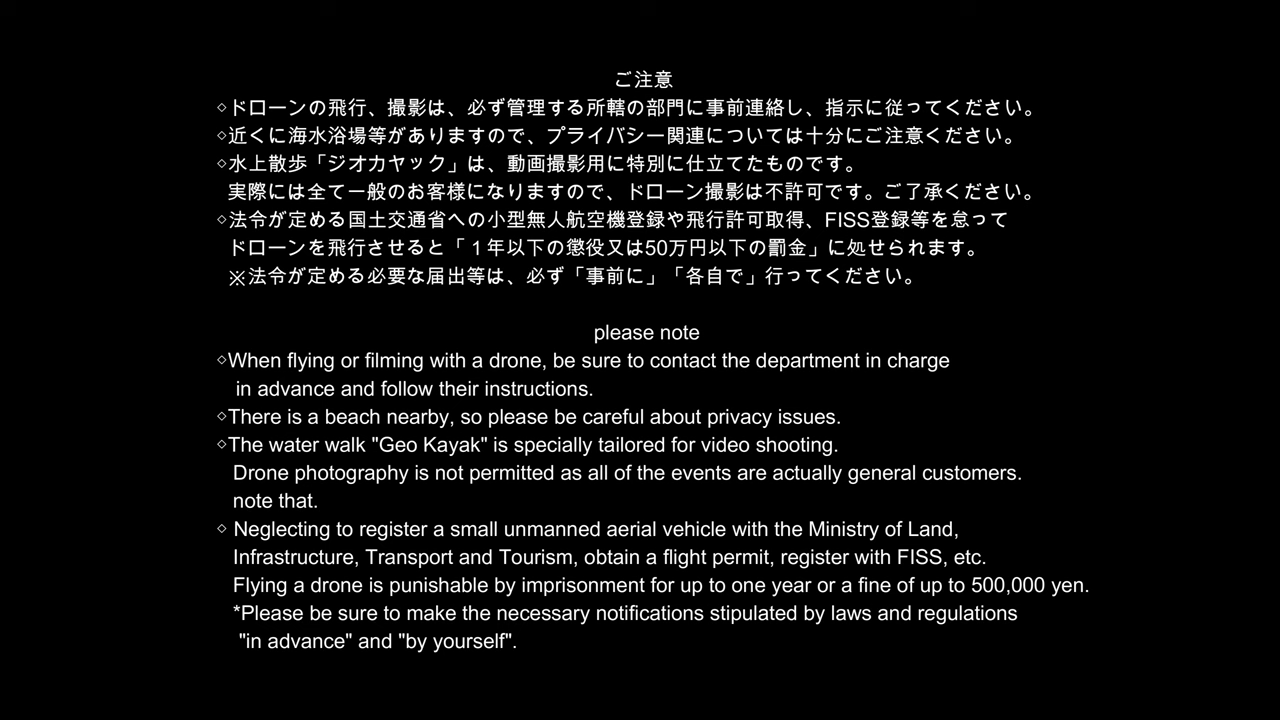 ご注意
◇ドローンの飛行、撮影は、必ず管理する所轄の部門に事前連絡し、指示に従ってください。
◇近くに海水浴場等がありますので、プライバシー関連については十分にご注意ください。
◇水上散歩「ジオカヤック」は、動画撮影用に特別に仕立てたものです。
実際には全て一般のお客様になりますので、ドローン撮影は不許可です。ご了承ください。
◇法令が定める国土交通省への小型無人航空機登録や飛行許可取得、FISS登録等を怠って
ドローンを飛行させると「１年以下の懲役又は50万円以下の罰金」に処せられます。
※法令が定める必要な届出等は、必ず「事前に」「各自で」行ってください。
please note
◇When flying or filming with a drone, be sure to contact the department in charge
in advance and follow their instructions.
◇There is a beach nearby, so please be careful about privacy issues.
◇The water walk "Geo Kayak" is specially tailored for video shooting.
Drone photography is not permitted as all of the events are actually general customers.
note that.
◇ Neglecting to register a small unmanned aerial vehicle with the Ministry of Land,
Infrastructure, Transport and Tourism, obtain a flight permit, register with FISS, etc.
Flying a drone is punishable by imprisonment for up to one year or a fine of up to 500,000 yen.
*Please be sure to make the necessary notifications stipulated by laws and regulations
"in advance" and "by yourself".